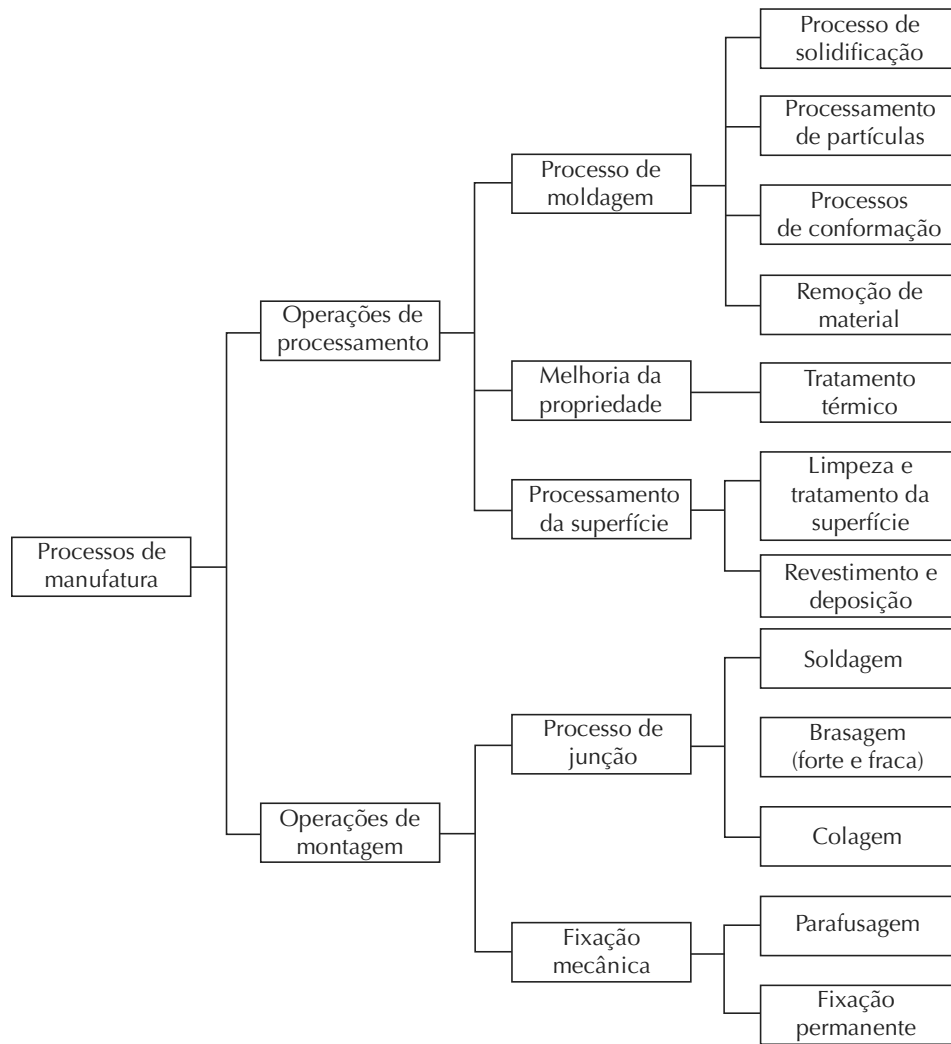 Processo de
solidificação
Processamento
de partículas
Processo de
moldagem
Processos
de conformação
Remoção de
material
Operações de
processamento
Melhoria da
propriedade
Tratamento
térmico
Limpeza e
tratamento da
superfície
Processamento
da superfície
Revestimento e
deposição
Processos de
manufatura
Soldagem
Processo de
junção
Brasagem
(forte e fraca)
Operações de
montagem
Colagem
Parafusagem
Fixação
mecânica
Fixação
permanente